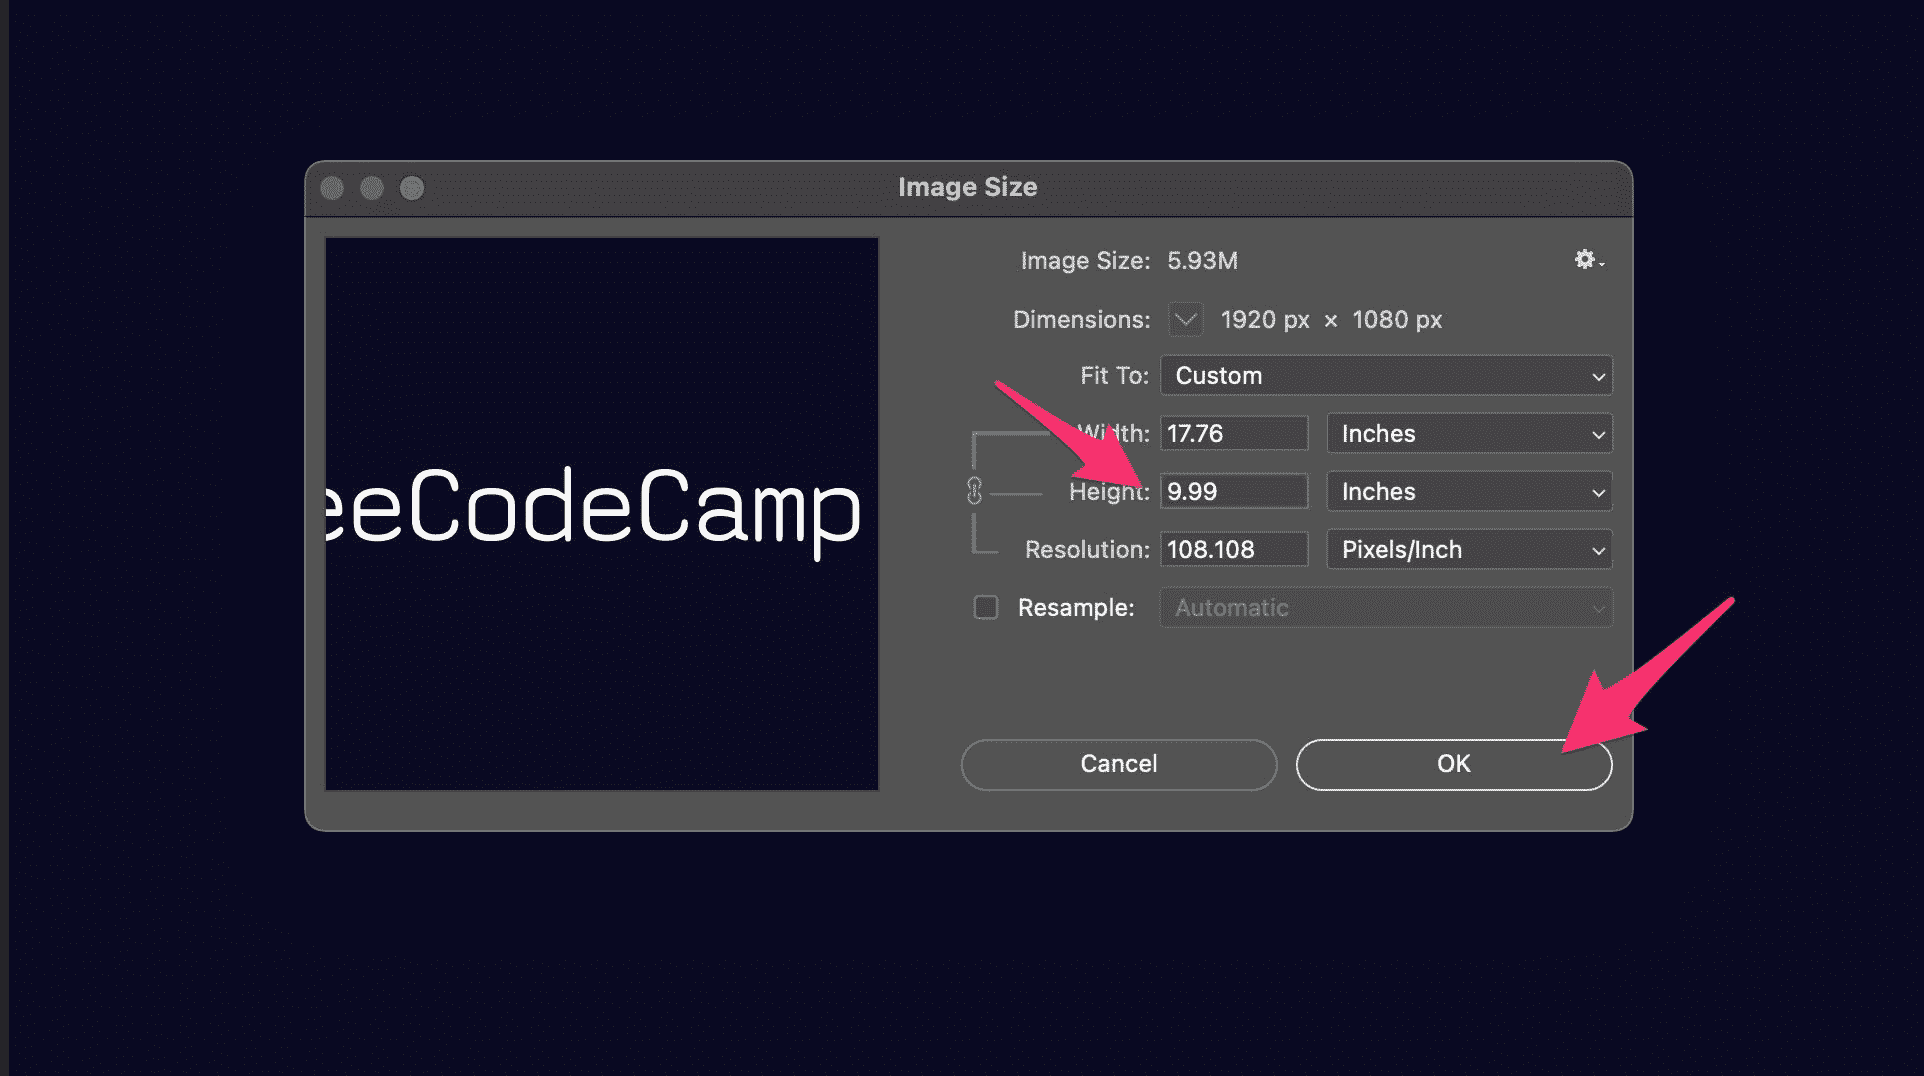 Image Size
Image Size: 5.93M
Dimensions: 1920 px × 1080 px
Fit To: Custom
Width: 17.76 Inches
Height: 9.99 Inches
Resolution: 108.108 Pixels/Inch
Resample: Automatic
eeCodeCamp
Cancel OK